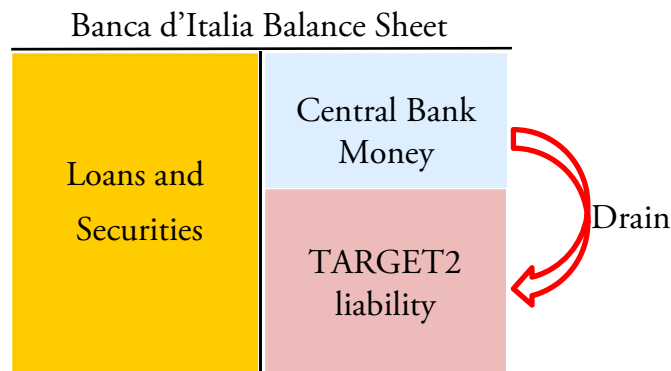 Banca d’Italia Balance Sheet
Central Bank
Money
Loans and
Securities
Drain
TARGET2
liability